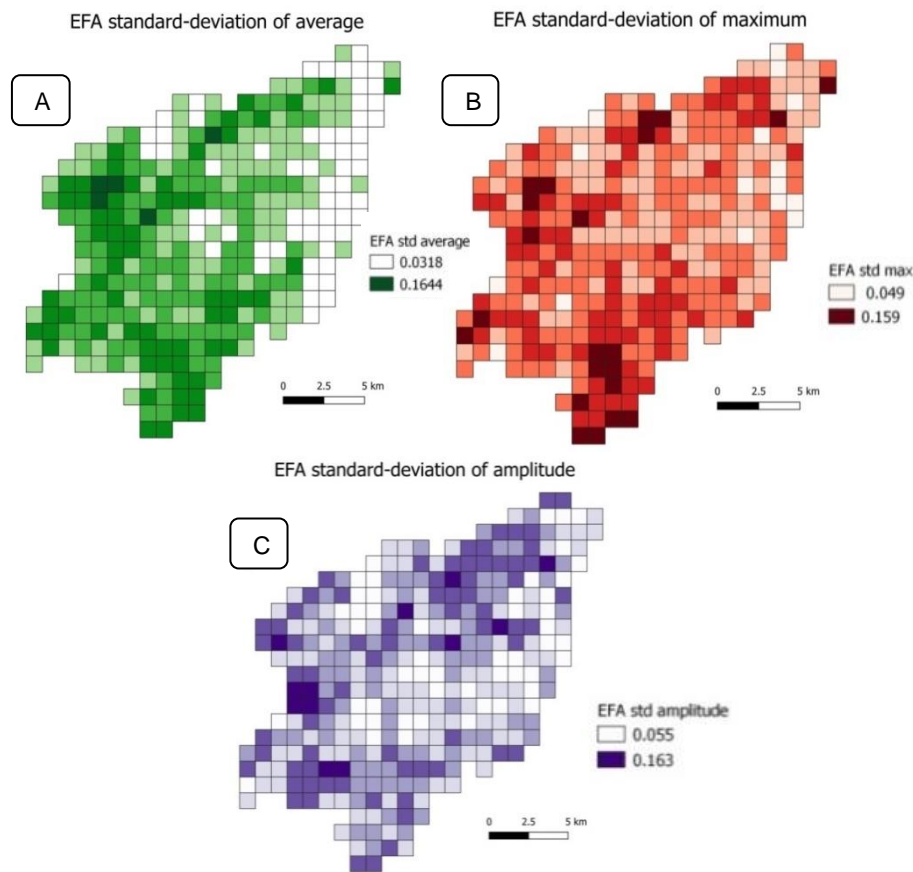 EFA standard-deviation of average
A
EFA std average
0.0318
0.1644
0 2.5 5 km
EFA standard-deviation of maximum
B
EFA std max
0.049
0.159
0 2.5 5 km
EFA standard-deviation of amplitude
C
EFA std amplitude
0.055
0.163
0 2.5 5 km